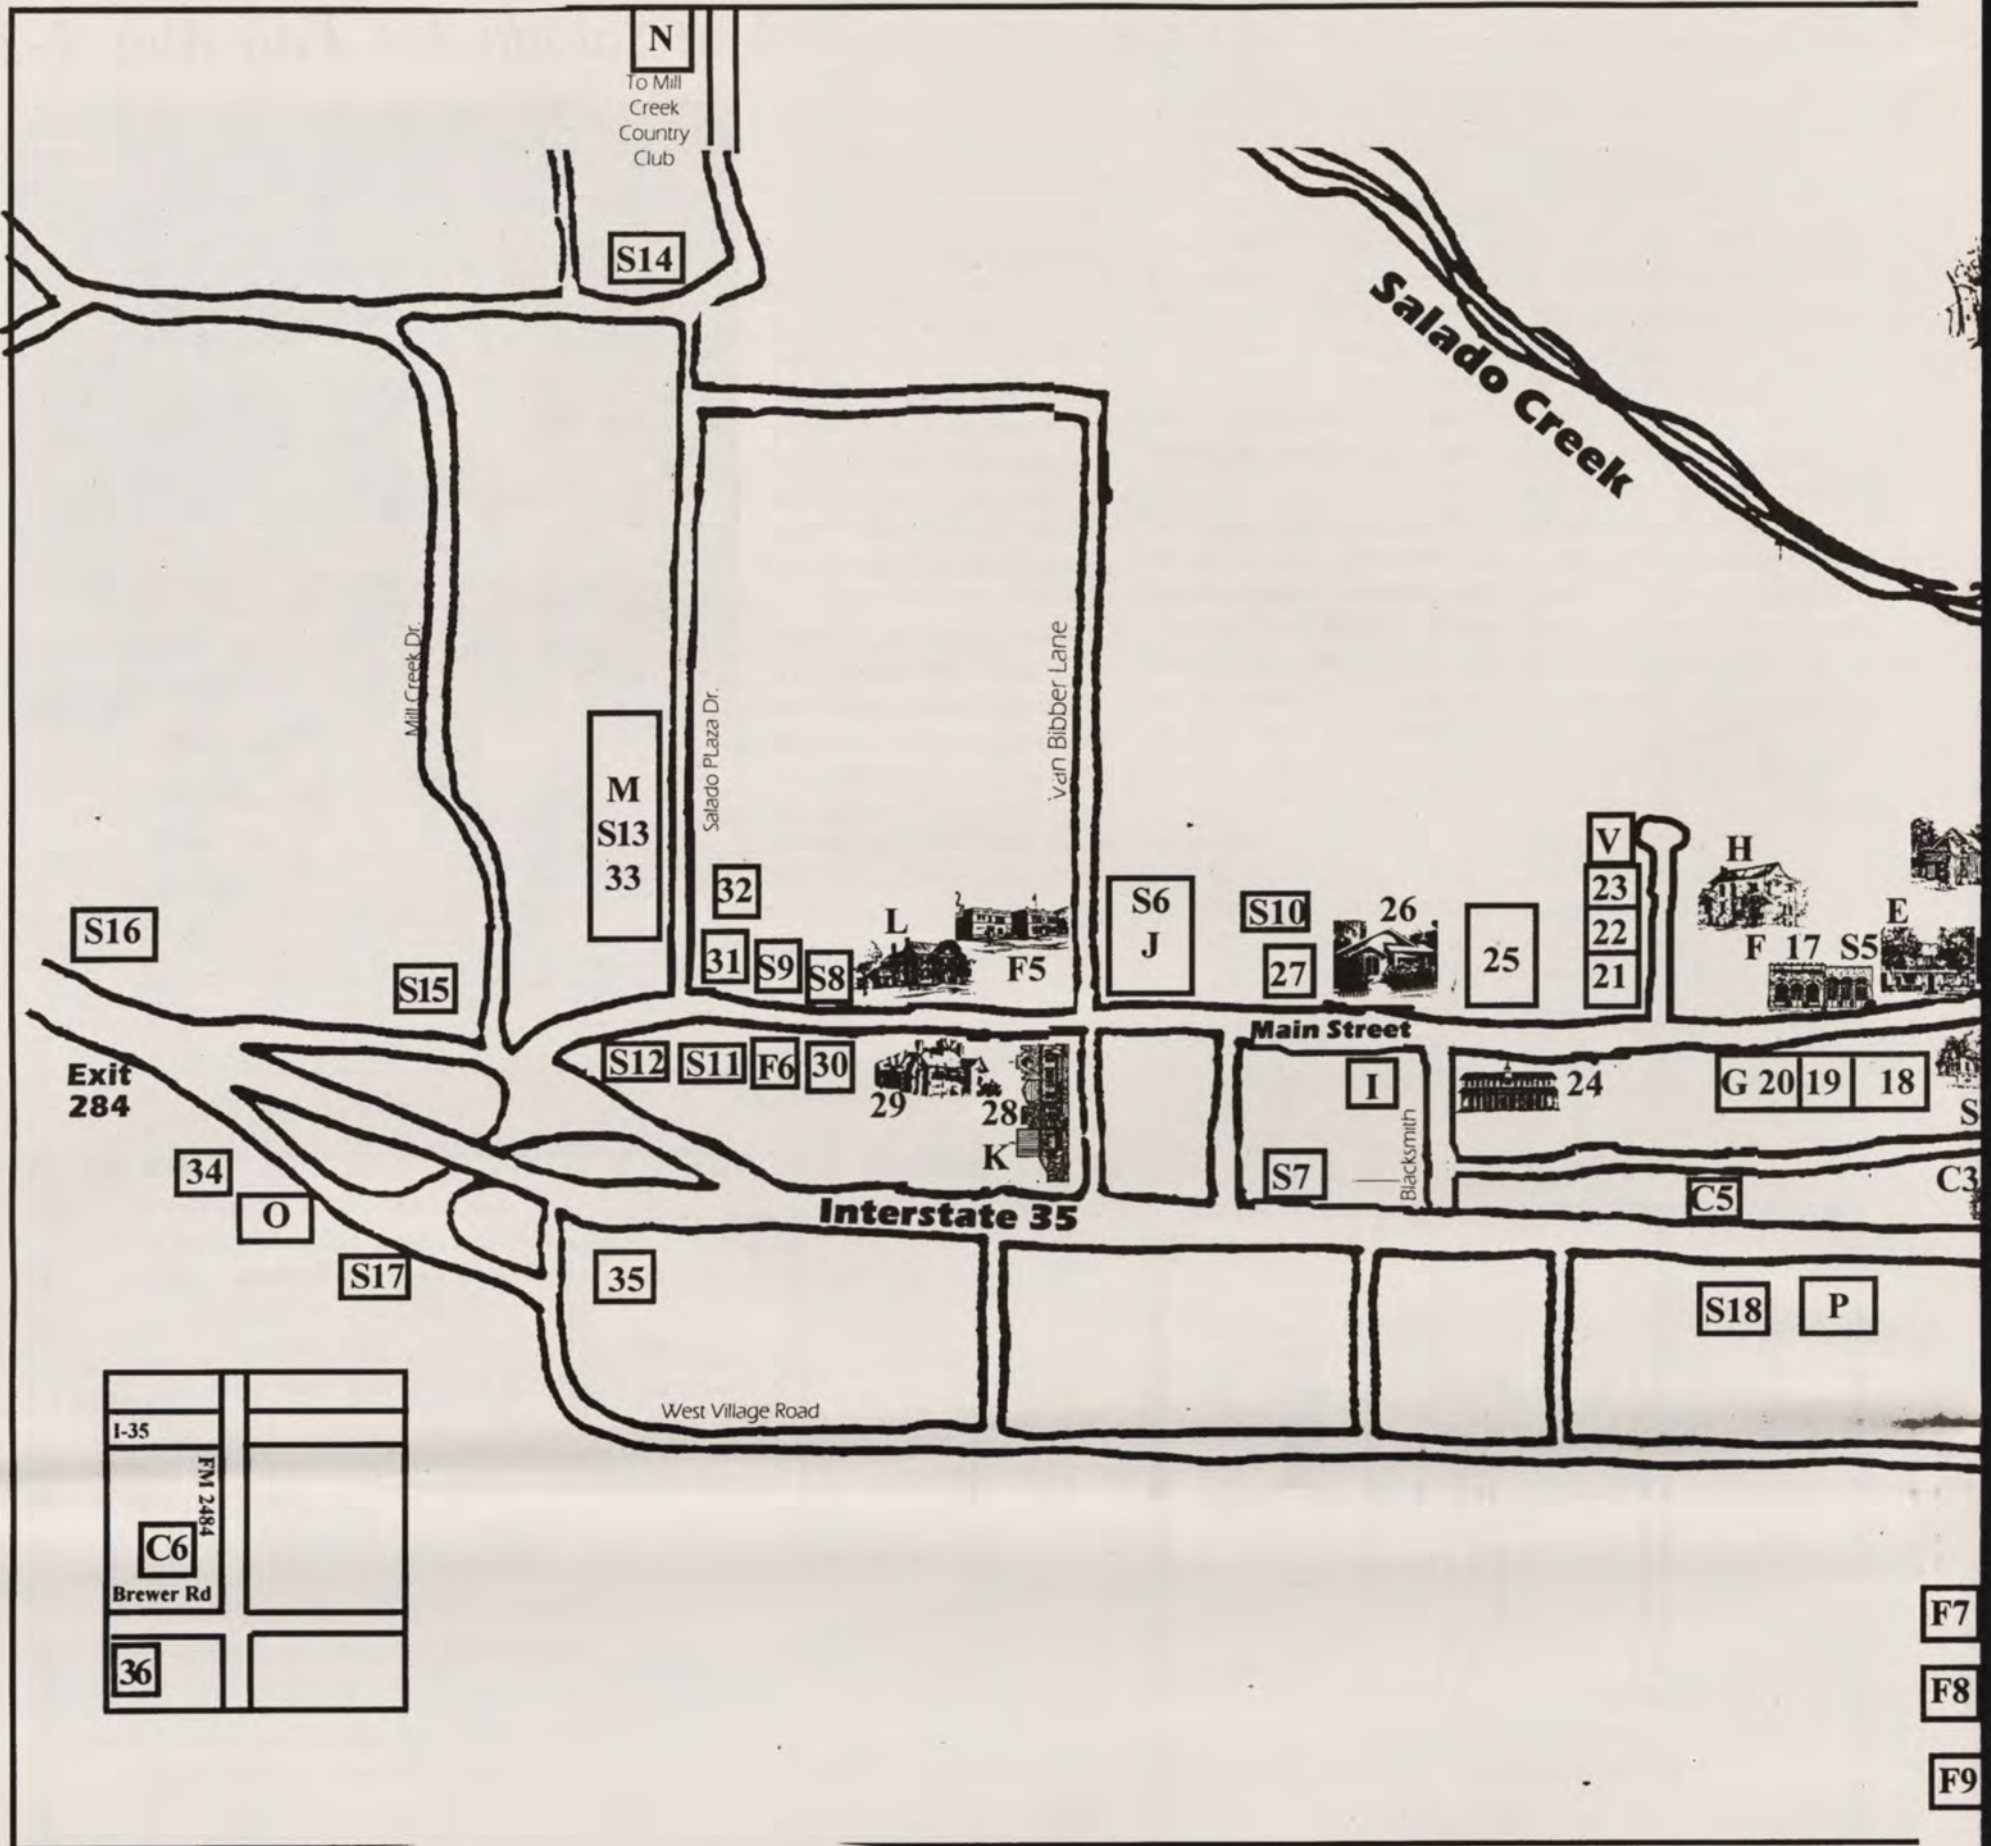 N
To Mill
Creek
Country
Club
S14
Salado Creek
Mill Creek Dr.
Salado PLaza Dr.
Van Bibber Lane
M
S13
33
32
31
S9
S8
L
F5
S6
J
S10
27
26
25
V
23
22
21
H
F 17 S5
E
S16
S15
Exit
284
S12
S11
F6
30
29
28
K
Main Street
I
Blacksmith
S7
24
G 20
19
18
S
C3
C5
34
O
S17
Interstate 35
35
S18
P
West Village Road
I-35
FM 2484
C6
Brewer Rd
36
F7
F8
F9